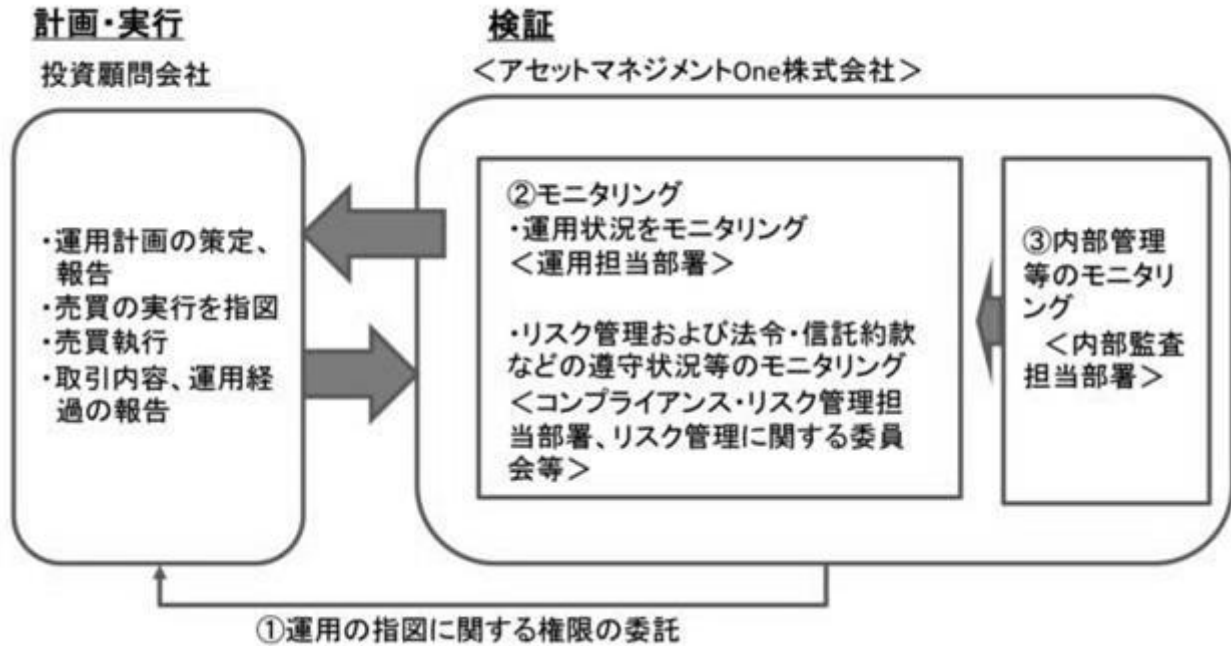 計画・実行
投資顧問会社
・運用計画の策定、
報告
・売買の実行を指図
・売買執行
・取引内容、運用経
過の報告
検証
＜アセットマネジメントOne株式会社＞
②モニタリング
・運用状況をモニタリング
＜運用担当部署＞
・リスク管理および法令・信託約款
などの遵守状況等のモニタリング
＜コンプライアンス・リスク管理担
当部署、リスク管理に関する委員
会等＞
③内部管理
等のモニタリ
ング
＜内部監査
担当部署＞
①運用の指図に関する権限の委託